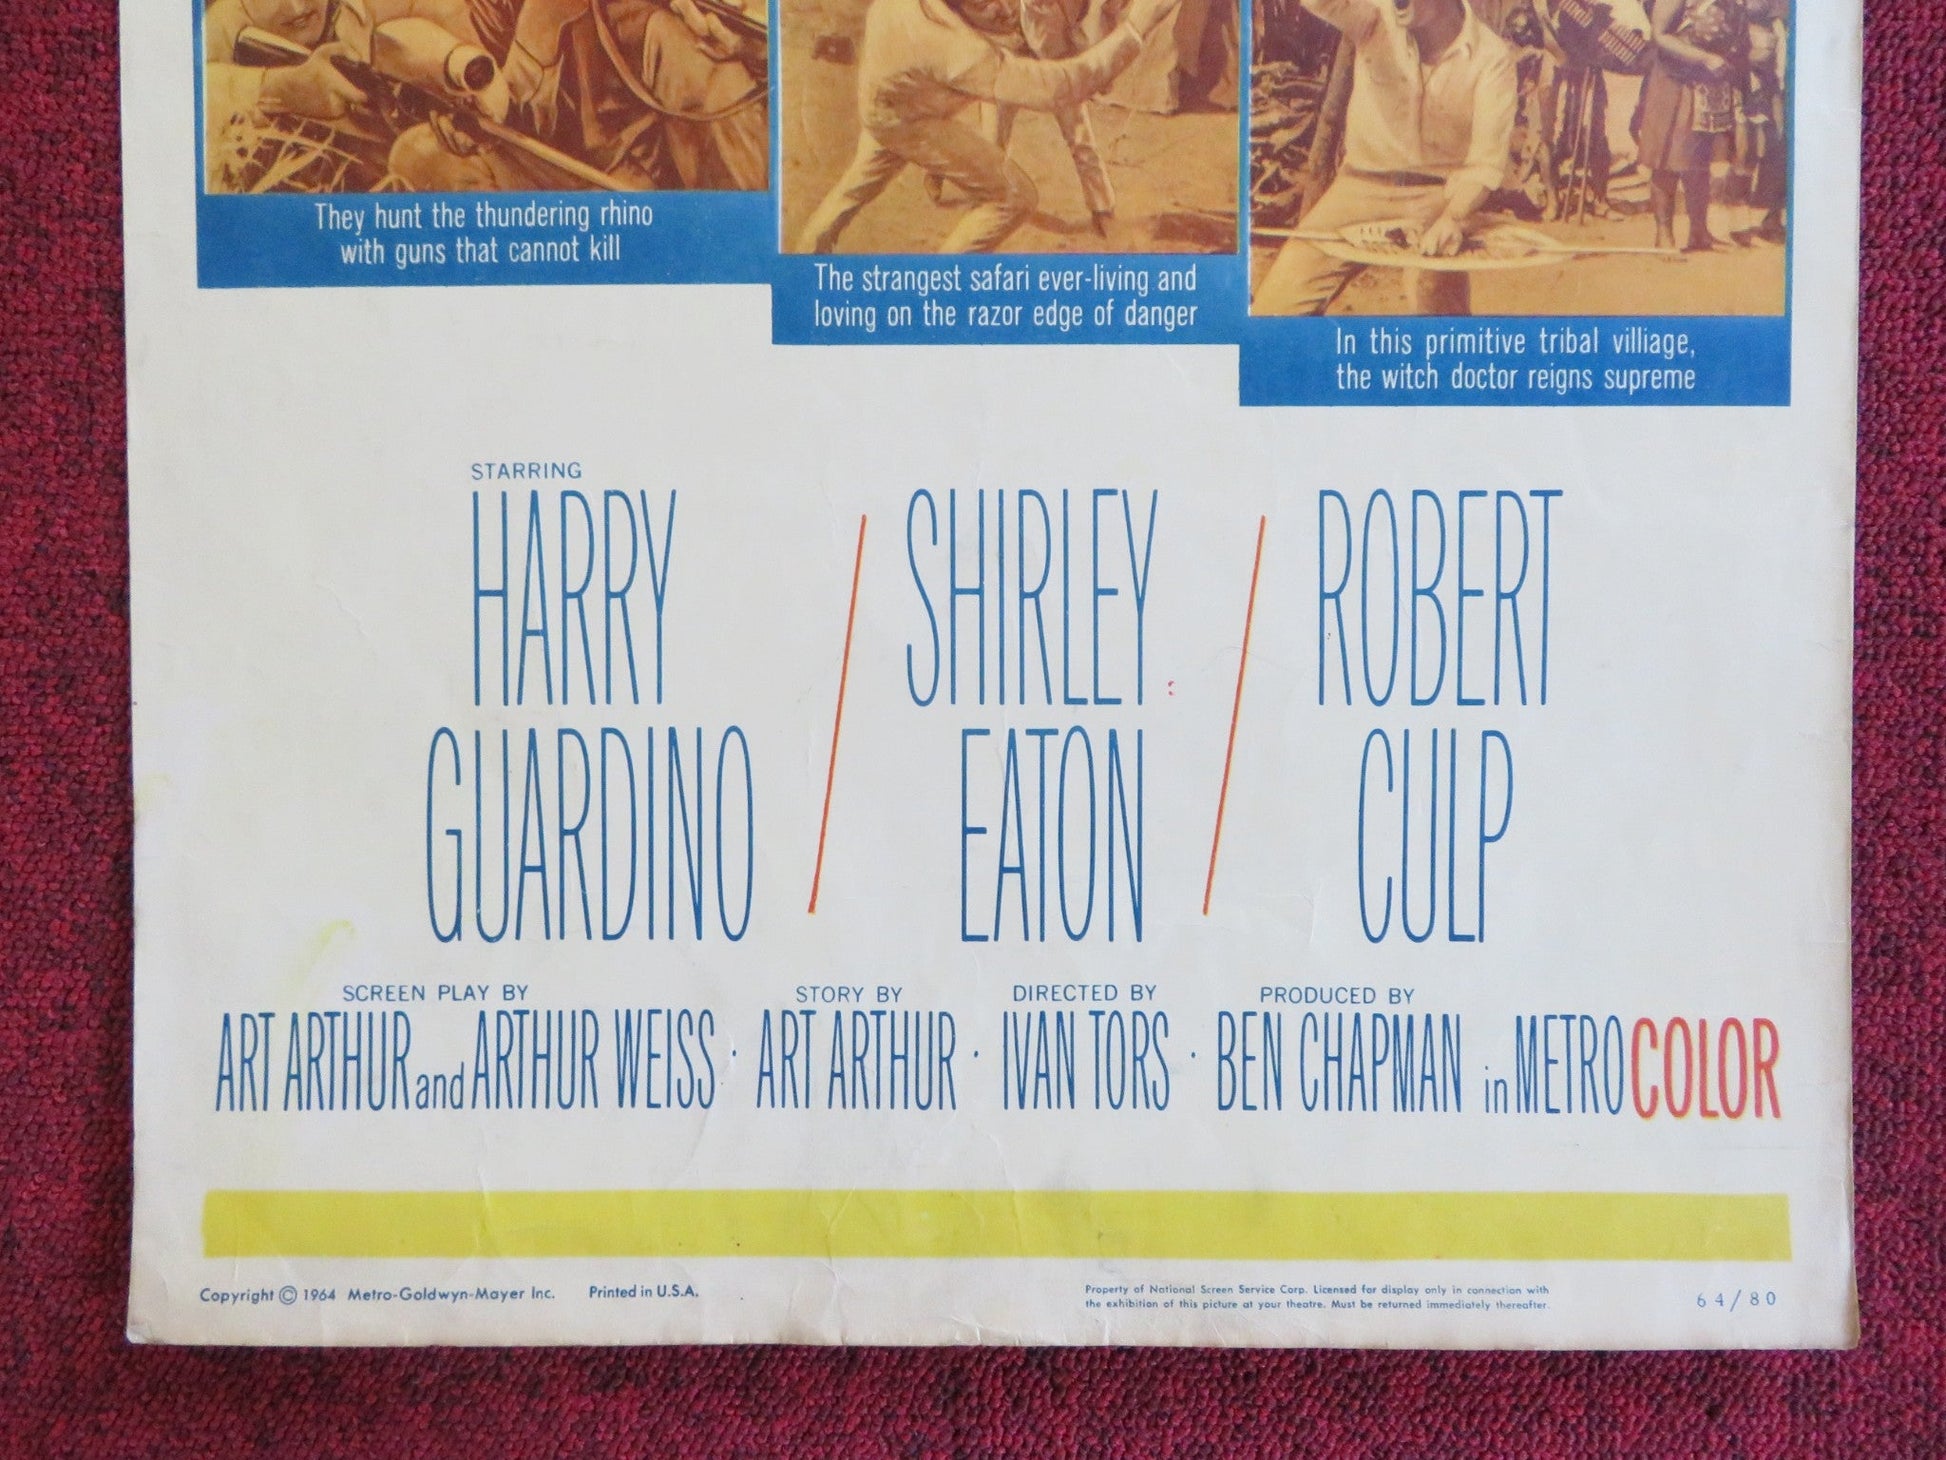 They hunt the thundering rhino
with guns that cannot kill
The strangest safari ever-living and
loving on the razor edge of danger
In this primitive tribal villiage,
the witch doctor reigns supreme
STARRING
HARRY
GUARDINO
SHIRLEY
EATON
ROBERT
CULP
SCREEN PLAY BY
ART ARTHUR and ARTHUR WEISS ·
STORY BY
ART ARTHUR ·
DIRECTED BY
IVAN TORS ·
PRODUCED BY
BEN CHAPMAN in METROCOLOR
Copyright © 1964 Metro-Goldwyn-Mayer Inc. Printed in U.S.A.
Property of National Screen Service Corp. Licensed for display only in connection with
the exhibition of this picture at your theatre. Must be returned immediately thereafter.
64/80